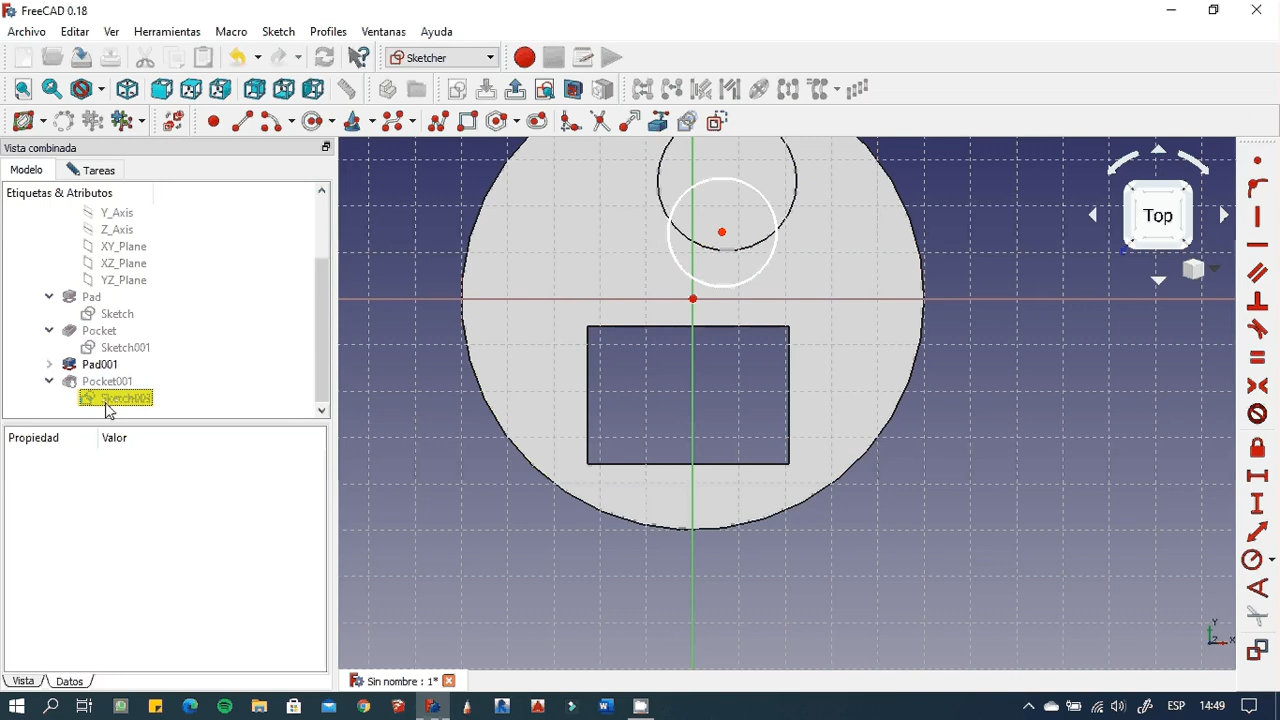 FreeCAD 0.18
Archivo Editar Ver Herramientas Macro Sketch Profiles Ventanas Ayuda
Sketcher
Vista combinada
Modelo Tareas
Etiquetas & Atributos
Y_Axis
Z_Axis
XY_Plane
XZ_Plane
YZ_Plane
Pad
Sketch
Pocket
Sketch001
Pad001
Pocket001
Sketch003
Propiedad Valor
Top
Y
Z X
Vista Datos
Sin nombre : 1*
ESP 14:49